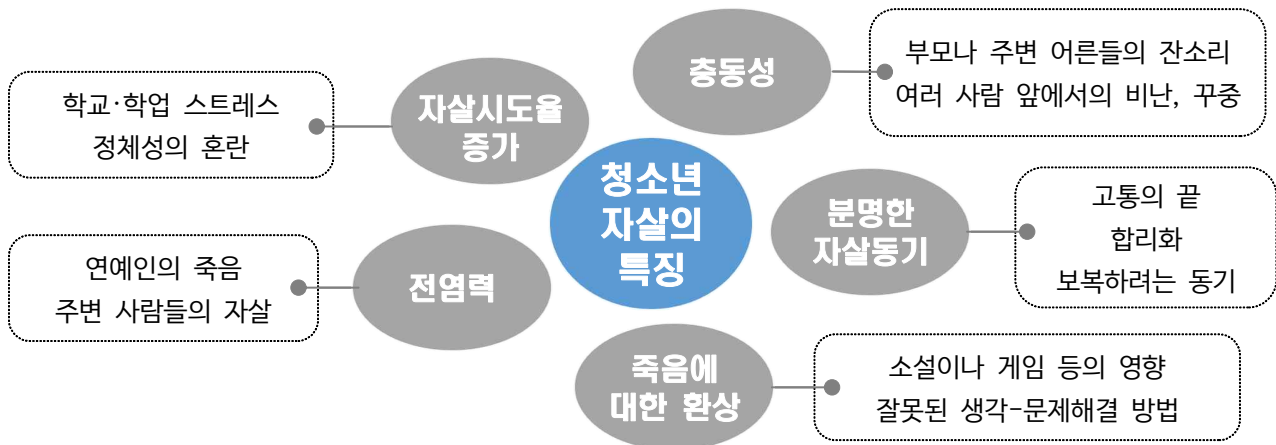 청소년
자살의
특징
충동성
부모나 주변 어른들의 잔소리
여러 사람 앞에서의 비난, 꾸중
자살시도율
증가
학교·학업 스트레스
정체성의 혼란
분명한
자살동기
고통의 끝
합리화
보복하려는 동기
전염력
연예인의 죽음
주변 사람들의 자살
죽음에
대한 환상
소설이나 게임 등의 영향
잘못된 생각-문제해결 방법